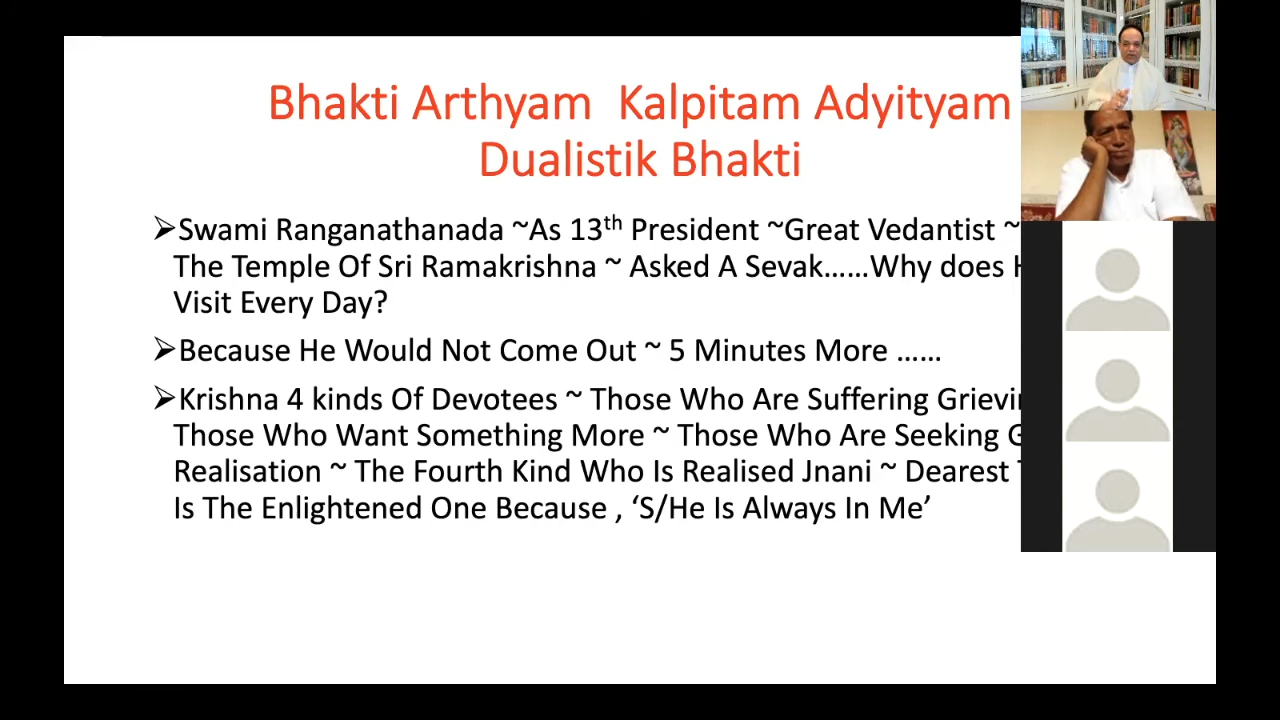 Bhakti Arthyam Kalpitam Adyityam
Dualistik Bhakti
➢Swami Ranganathanada ~As 13th President ~Great Vedantist ~
The Temple Of Sri Ramakrishna ~ Asked A Sevak……Why does
Visit Every Day?
➢Because He Would Not Come Out ~ 5 Minutes More ……
➢Krishna 4 kinds Of Devotees ~ Those Who Are Suffering
Those Who Want Something More ~ Those Who Are Seeking
Realisation ~ The Fourth Kind Who Is Realised Jnani ~ Dearest
Is The Enlightened One Because , ‘S/He Is Always In Me’